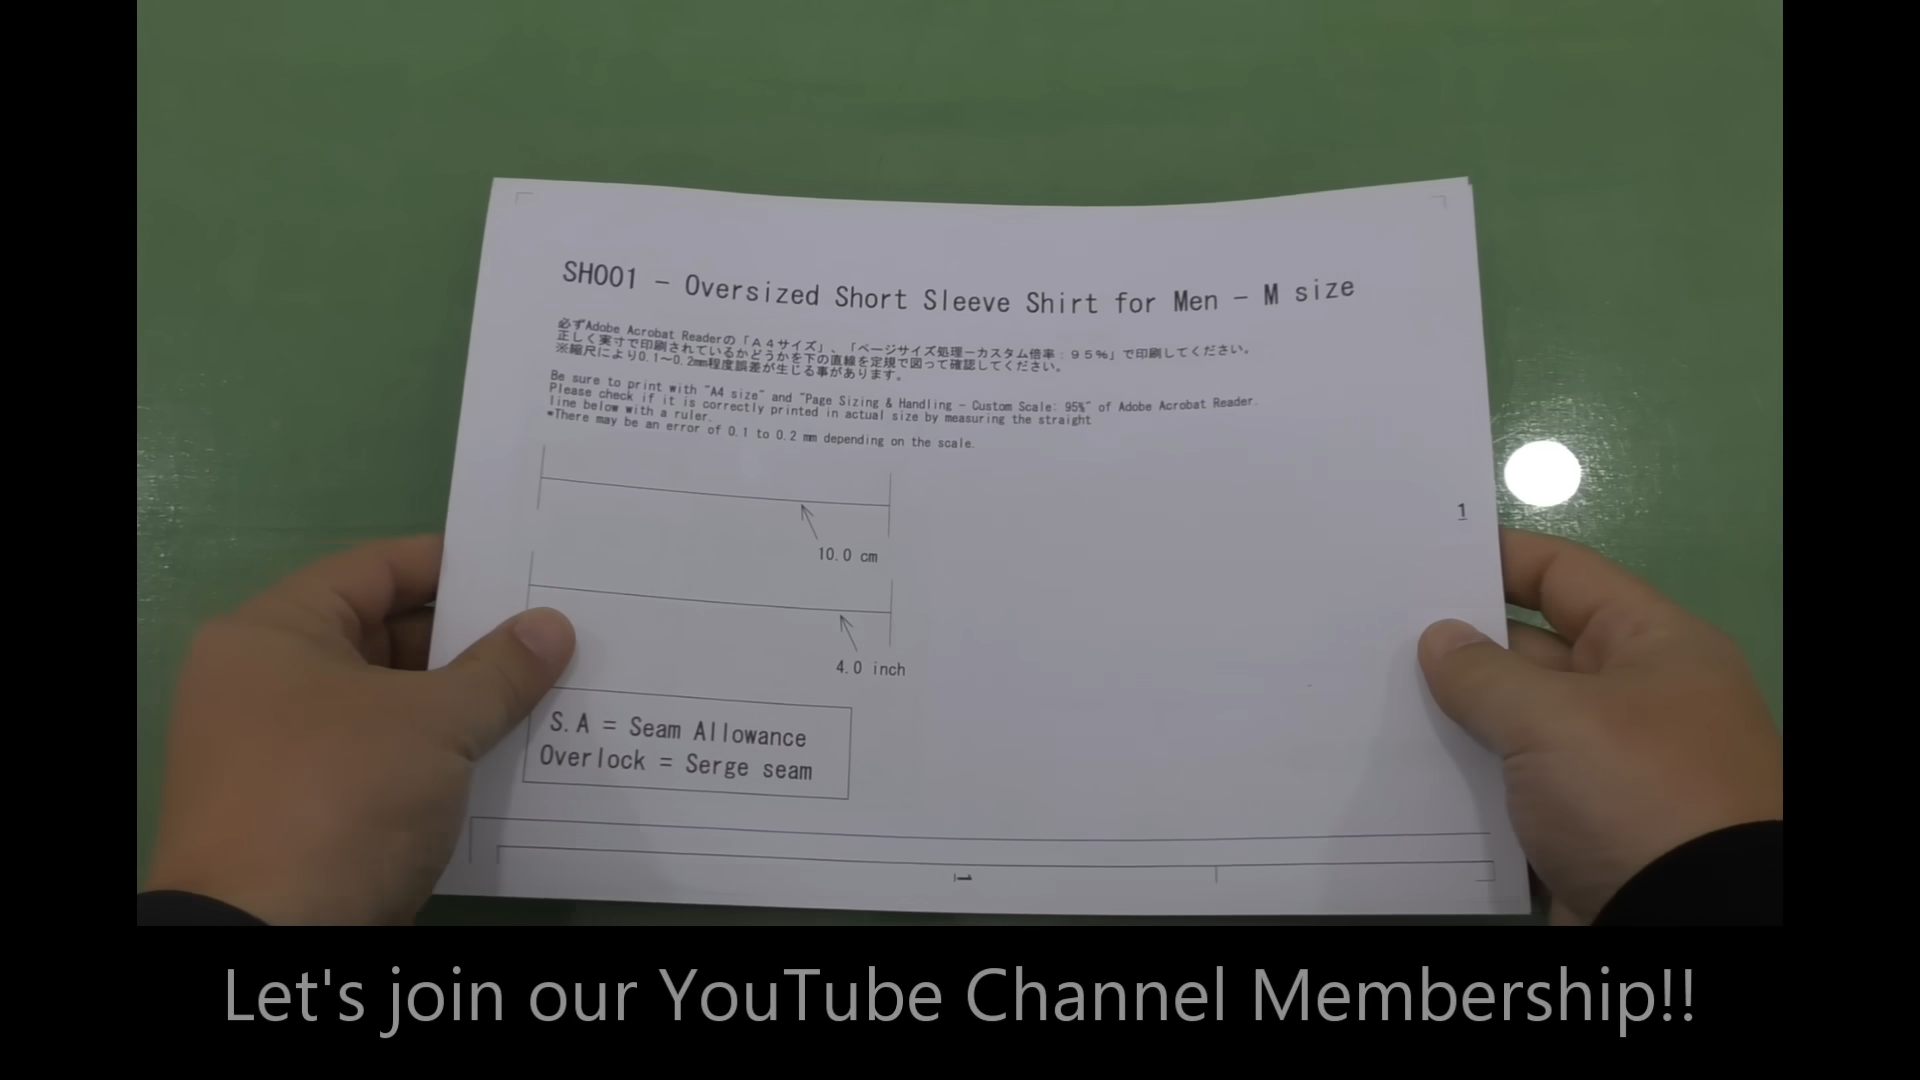 SH001 - Oversized Short Sleeve Shirt for Men - M size
必ずAdobe Acrobat Readerの「A4サイズ」、「ページサイズ処理-カスタム倍率:95%」で印刷してください。
正しく実寸で印刷されているかどうかを下の直線を定規で図って確認してください。
※縮尺により0.1~0.2mm程度誤差が生じる事があります。
Be sure to print with "A4 size" and "Page Sizing & Handling - Custom Scale: 95%" of Adobe Acrobat Reader.
Please check if it is correctly printed in actual size by measuring the straight
line below with a ruler.
*There may be an error of 0.1 to 0.2 mm depending on the scale.
1
10.0 cm
4.0 inch
S.A = Seam Allowance
Overlock = Serge seam
1
Let's join our YouTube Channel Membership!!